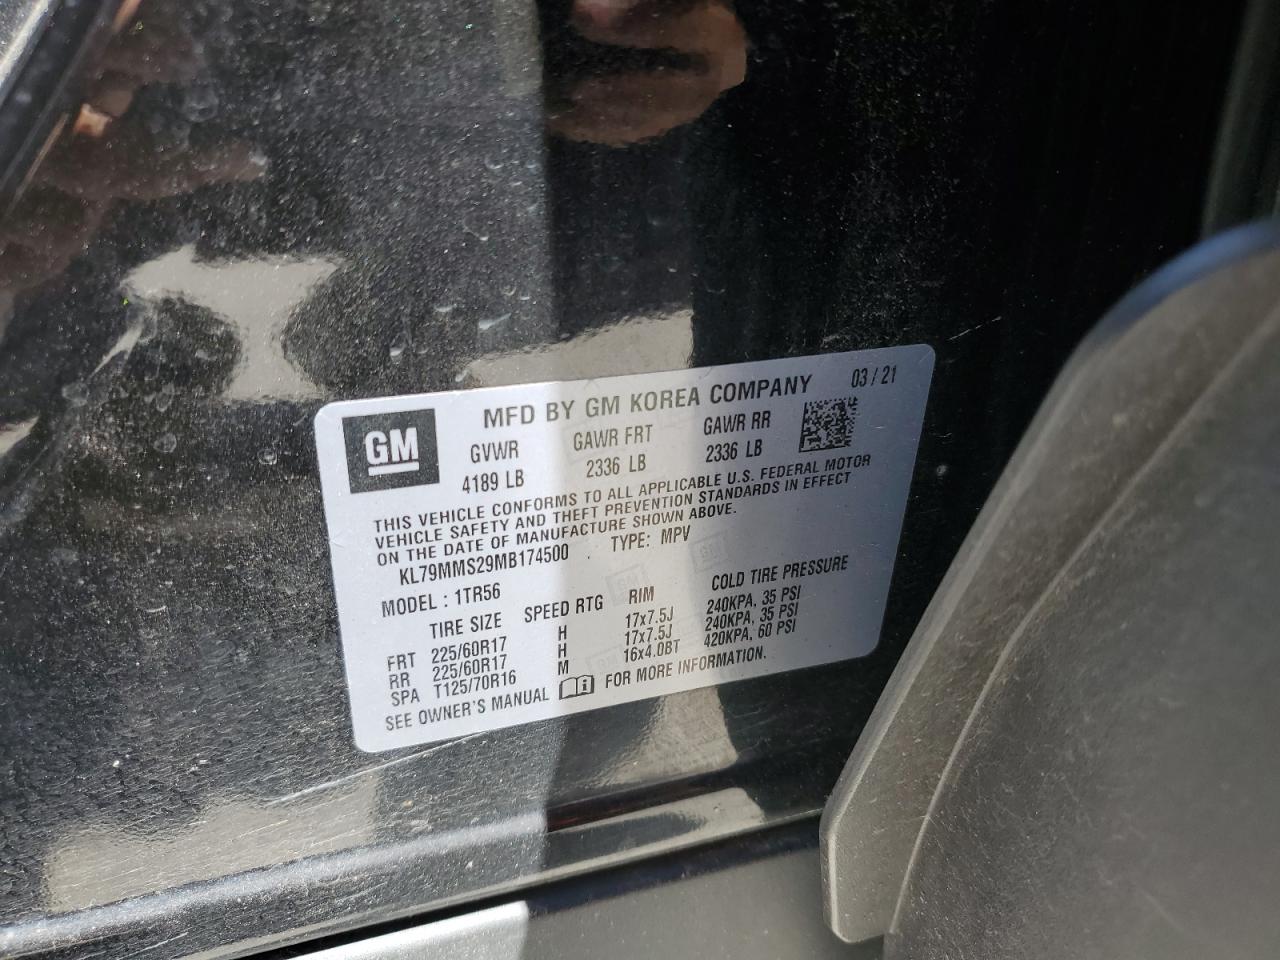 MFD BY GM KOREA COMPANY 03 / 21
GM
GVWR GAWR FRT GAWR RR
4189 LB 2336 LB 2336 LB
THIS VEHICLE CONFORMS TO ALL APPLICABLE U.S. FEDERAL MOTOR
VEHICLE SAFETY AND THEFT PREVENTION STANDARDS IN EFFECT
ON THE DATE OF MANUFACTURE SHOWN ABOVE.
KL79MMS29MB174500 TYPE: MPV
MODEL : 1TR56
TIRE SIZE SPEED RTG RIM COLD TIRE PRESSURE
FRT 225/60R17 H 17x7.5J 240KPA, 35 PSI
RR 225/60R17 H 17x7.5J 240KPA, 35 PSI
SPA T125/70R16 M 16x4.0BT 420KPA, 60 PSI
SEE OWNER'S MANUAL FOR MORE INFORMATION.